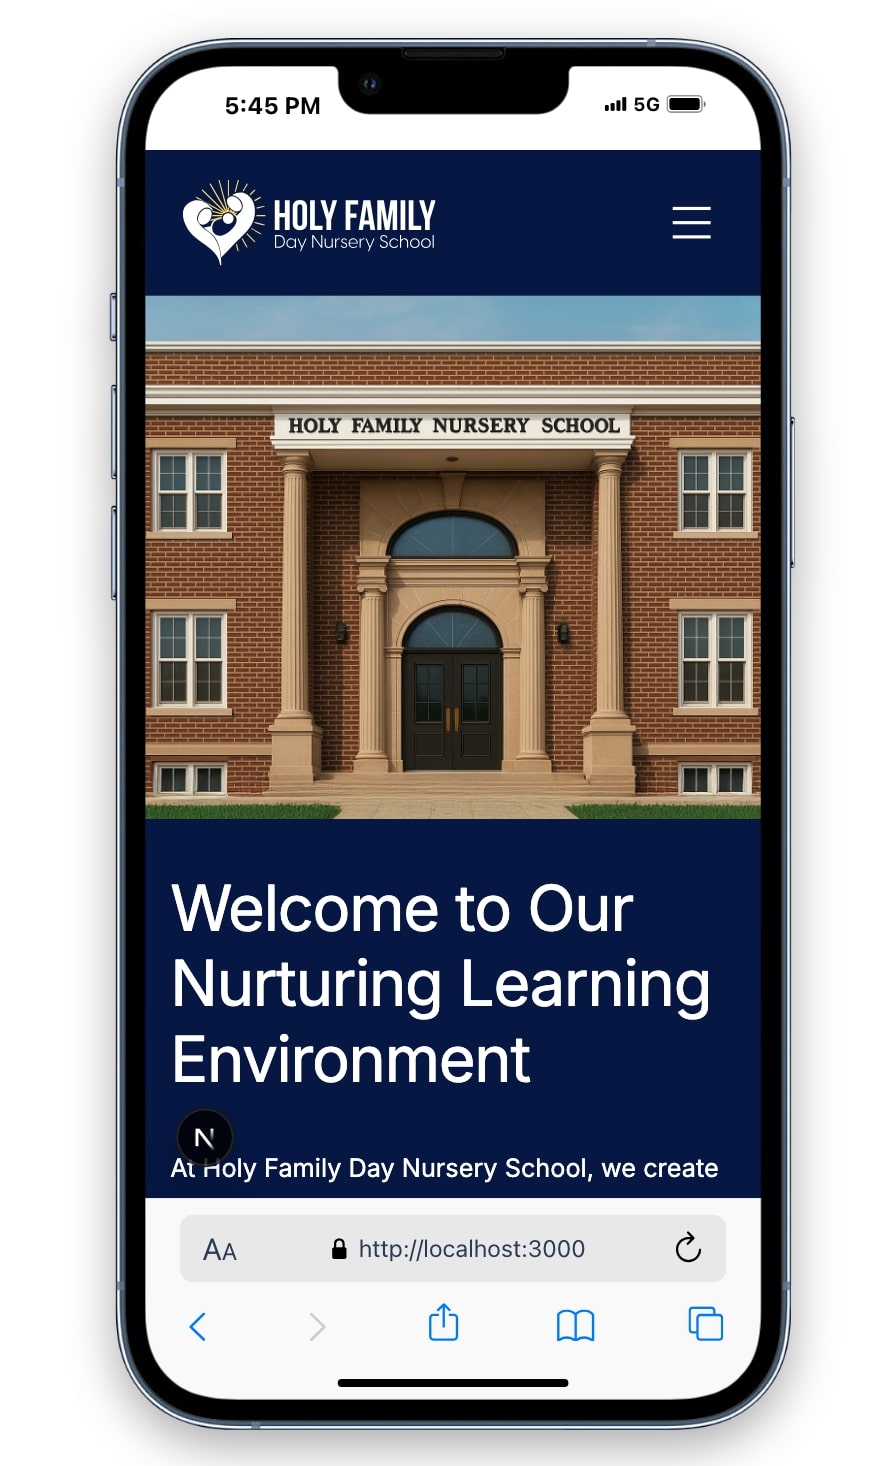 5:45 PM
5G
HOLY FAMILY
Day Nursery School
HOLY FAMILY NURSERY SCHOOL
Welcome to Our
Nurturing Learning
Environment
N
At Holy Family Day Nursery School, we create
AA
http://localhost:3000